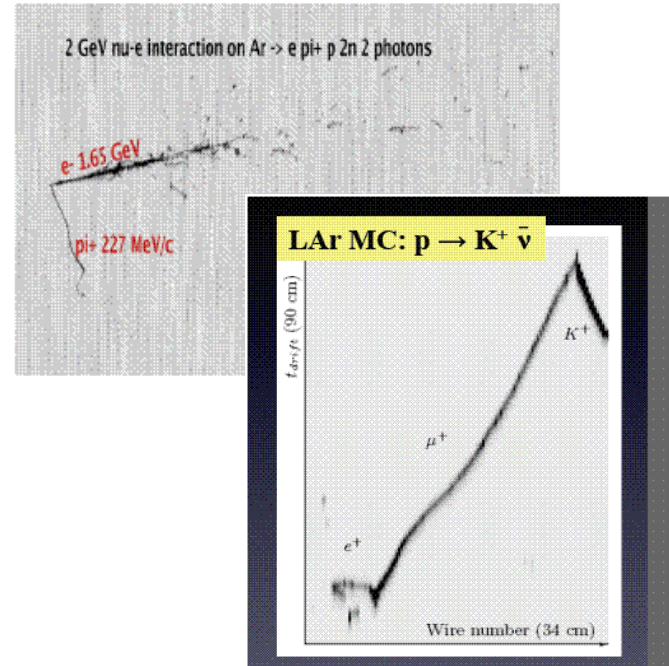 2 GeV nu-e interaction on Ar -> e pi+ p 2n 2 photons
e- 1.65 GeV
pi+ 227 MeV/c
LAr MC: p → K⁺ ν̄
t_drift (90 cm)
K⁺
μ⁺
e⁺
Wire number (34 cm)